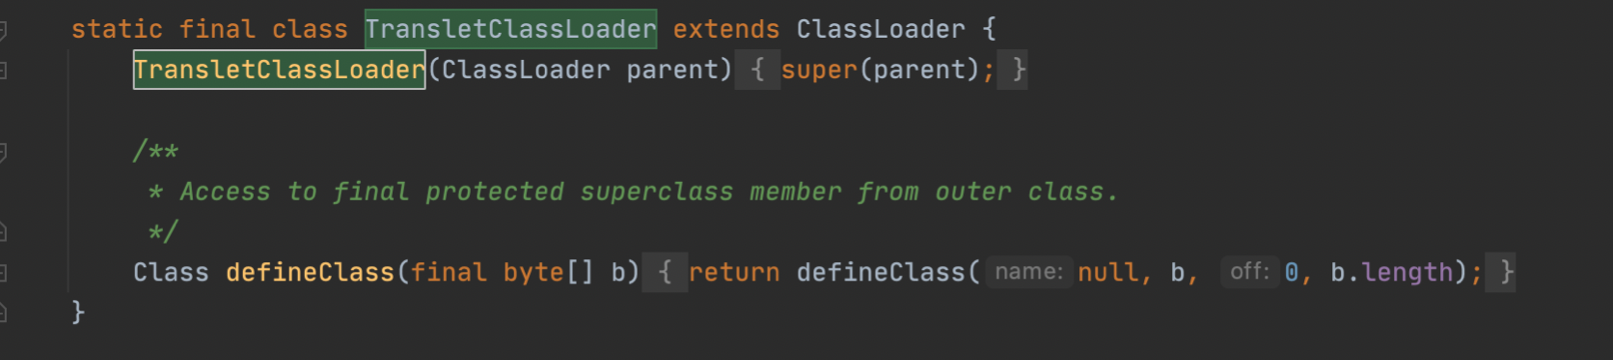 static final class TransletClassLoader extends ClassLoader {
TransletClassLoader(ClassLoader parent) { super(parent); }
/**
* Access to final protected superclass member from outer class.
*/
Class defineClass(final byte[] b) { return defineClass( name: null, b, off: 0, b.length); }
}